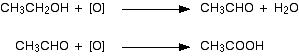 CH3CH2OH + [O] ⟶ CH3CHO + H2O
CH3CHO + [O] ⟶ CH3COOH